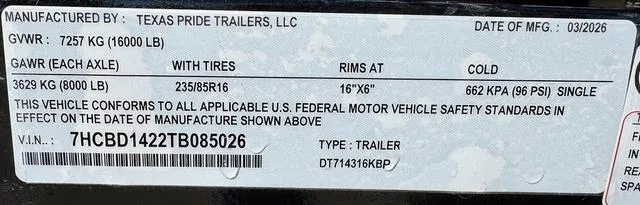 MANUFACTURED BY : TEXAS PRIDE TRAILERS, LLC DATE OF MFG. : 03/2026
GVWR : 7257 KG (16000 LB)
GAWR (EACH AXLE) WITH TIRES RIMS AT COLD
3629 KG (8000 LB) 235/85R16 16"X6" 662 KPA (96 PSI) SINGLE
THIS VEHICLE CONFORMS TO ALL APPLICABLE U.S. FEDERAL MOTOR VEHICLE SAFETY STANDARDS IN
EFFECT ON THE DATE OF MANUFACTURE SHOWN ABOVE
V.I.N.. : 7HCBD1422TB085026 TYPE : TRAILER
DT714316KBP